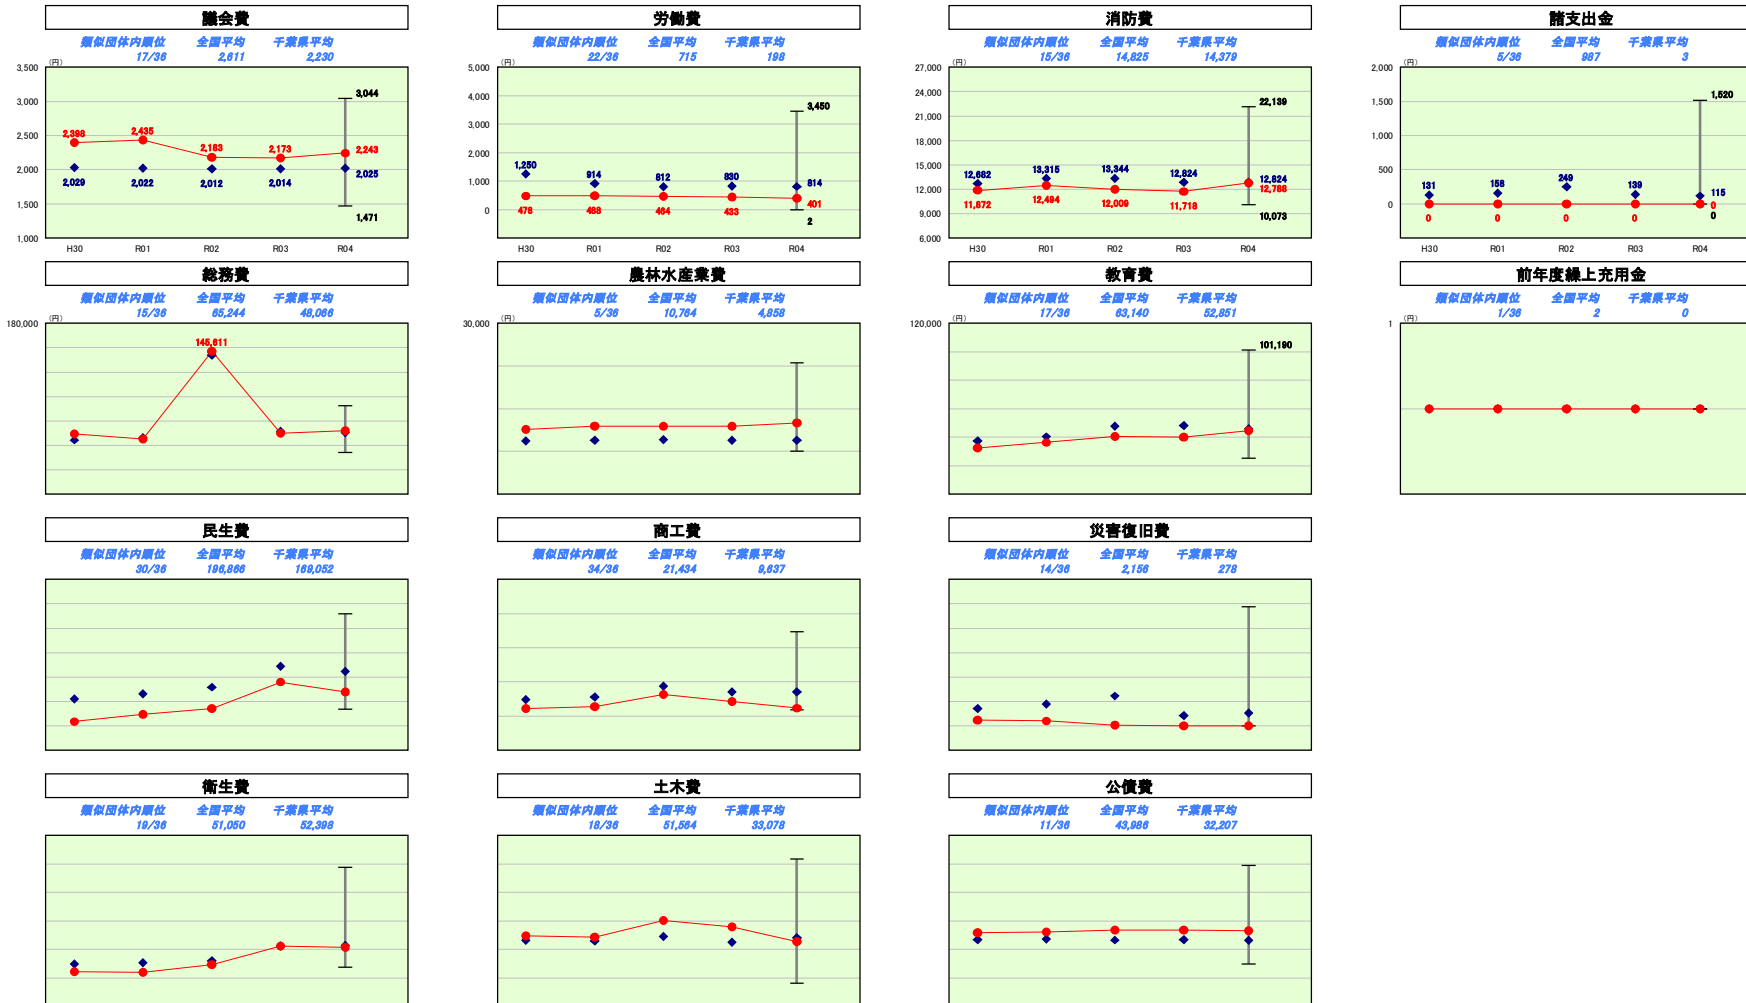 議会費
類似団体内順位 全国平均 千葉県平均
17/36 2,611 2,230
(円)
3,500
3,000
2,500
2,000
1,500
1,000
3,044
2,398 2,435 2,183 2,173 2,243
2,029 2,022 2,012 2,014 2,025
1,471
H30 R01 R02 R03 R04
労働費
類似団体内順位 全国平均 千葉県平均
22/36 715 198
(円)
5,000
4,000
3,000
2,000
1,000
0
3,450
1,250 914 812 830 814
476 488 464 433 401
2
H30 R01 R02 R03 R04
消防費
類似団体内順位 全国平均 千葉県平均
15/36 14,825 14,379
(円)
27,000
24,000
21,000
18,000
15,000
12,000
9,000
6,000
22,139
12,682 13,315 13,344 12,824 12,824
11,872 12,494 12,009 11,718 12,788
10,073
H30 R01 R02 R03 R04
諸支出金
類似団体内順位 全国平均 千葉県平均
5/36 987 3
(円)
2,000
1,500
1,000
500
0
1,520
131 158 249 139 115
0 0 0 0 0
0
H30 R01 R02 R03 R04
総務費
類似団体内順位 全国平均 千葉県平均
15/36 65,244 48,066
(円)
180,000
145,611
農林水産業費
類似団体内順位 全国平均 千葉県平均
5/36 10,764 4,858
(円)
30,000
教育費
類似団体内順位 全国平均 千葉県平均
17/36 63,140 52,851
(円)
120,000
101,190
前年度繰上充用金
類似団体内順位 全国平均 千葉県平均
1/36 2 0
(円)
1
民生費
類似団体内順位 全国平均 千葉県平均
30/36 196,866 169,052
商工費
類似団体内順位 全国平均 千葉県平均
34/36 21,434 9,637
災害復旧費
類似団体内順位 全国平均 千葉県平均
14/36 2,156 278
衛生費
類似団体内順位 全国平均 千葉県平均
19/36 51,050 52,398
土木費
類似団体内順位 全国平均 千葉県平均
18/36 51,564 33,078
公債費
類似団体内順位 全国平均 千葉県平均
11/36 43,986 32,207